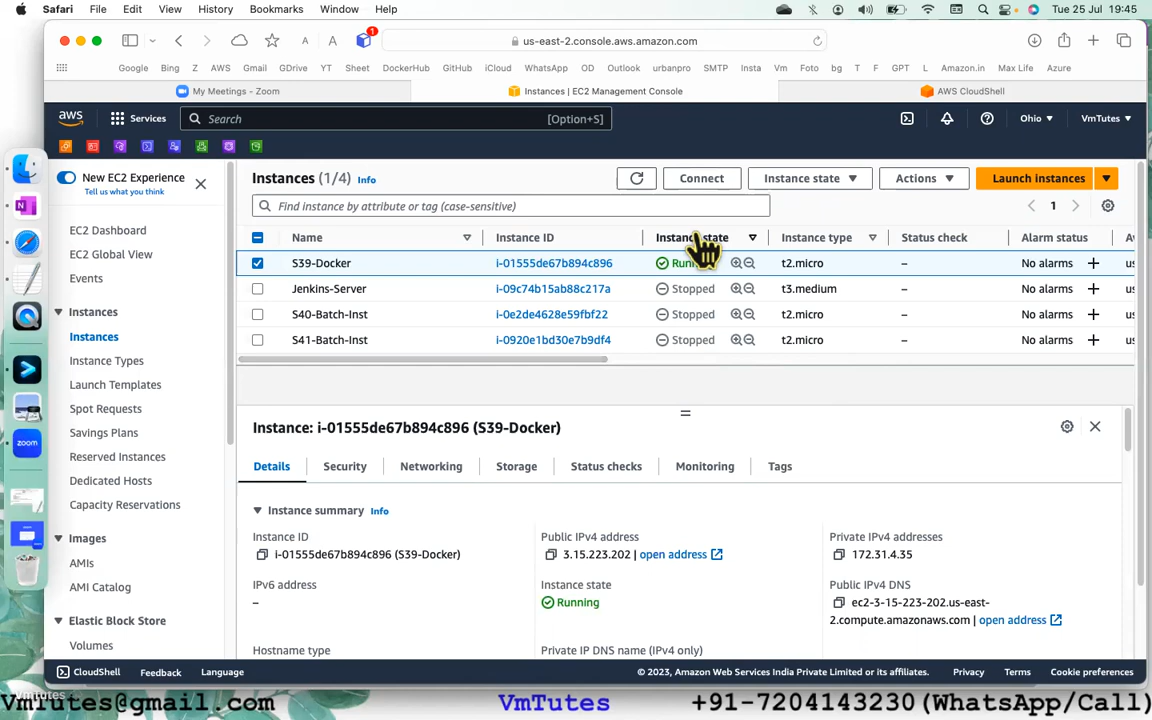 Safari File Edit View History Bookmarks Window Help Tue 25 Jul 19:45
A A 1 us-east-2.console.aws.amazon.com
Google Bing Z AWS Gmail GDrive YT Sheet DockerHub GitHub iCloud WhatsApp OD Outlook urbanpro SMTP Insta Vm Foto bg T F GPT L Amazon.in Max Life Azure
My Meetings - Zoom Instances | EC2 Management Console AWS CloudShell
aws Services Search [Option+S] Ohio VmTutes
New EC2 Experience
Tell us what you think
Instances (1/4) Info Connect Instance state Actions Launch instances
Find instance by attribute or tag (case-sensitive) 1
Name Instance ID Instance state Instance type Status check Alarm status
S39-Docker i-01555de67b894c896 t2.micro – No alarms + us
Jenkins-Server i-09c74b15ab88c217a Stopped t3.medium – No alarms + us
S40-Batch-Inst i-0e2de4628e59fbf22 Stopped t2.micro – No alarms + us
S41-Batch-Inst i-0920e1bd30e7b9df4 Stopped t2.micro – No alarms + us
EC2 Dashboard
EC2 Global View
Events
Instances
Instances
Instance Types
Launch Templates
Spot Requests
Savings Plans
Reserved Instances
Dedicated Hosts
Capacity Reservations
Images
AMIs
AMI Catalog
Elastic Block Store
Volumes
zoom
Instance: i-01555de67b894c896 (S39-Docker)
Details Security Networking Storage Status checks Monitoring Tags
Instance summary Info
Instance ID
i-01555de67b894c896 (S39-Docker)
IPv6 address
–
Hostname type
Public IPv4 address
3.15.223.202 | open address
Instance state
Running
Private IP DNS name (IPv4 only)
Private IPv4 addresses
172.31.4.35
Public IPv4 DNS
ec2-3-15-223-202.us-east-
2.compute.amazonaws.com | open address
CloudShell Feedback Language © 2023, Amazon Web Services India Private Limited or its affiliates. Privacy Terms Cookie preferences
VmTutes@gmail.com VmTutes +91-7204143230(WhatsApp/Call)